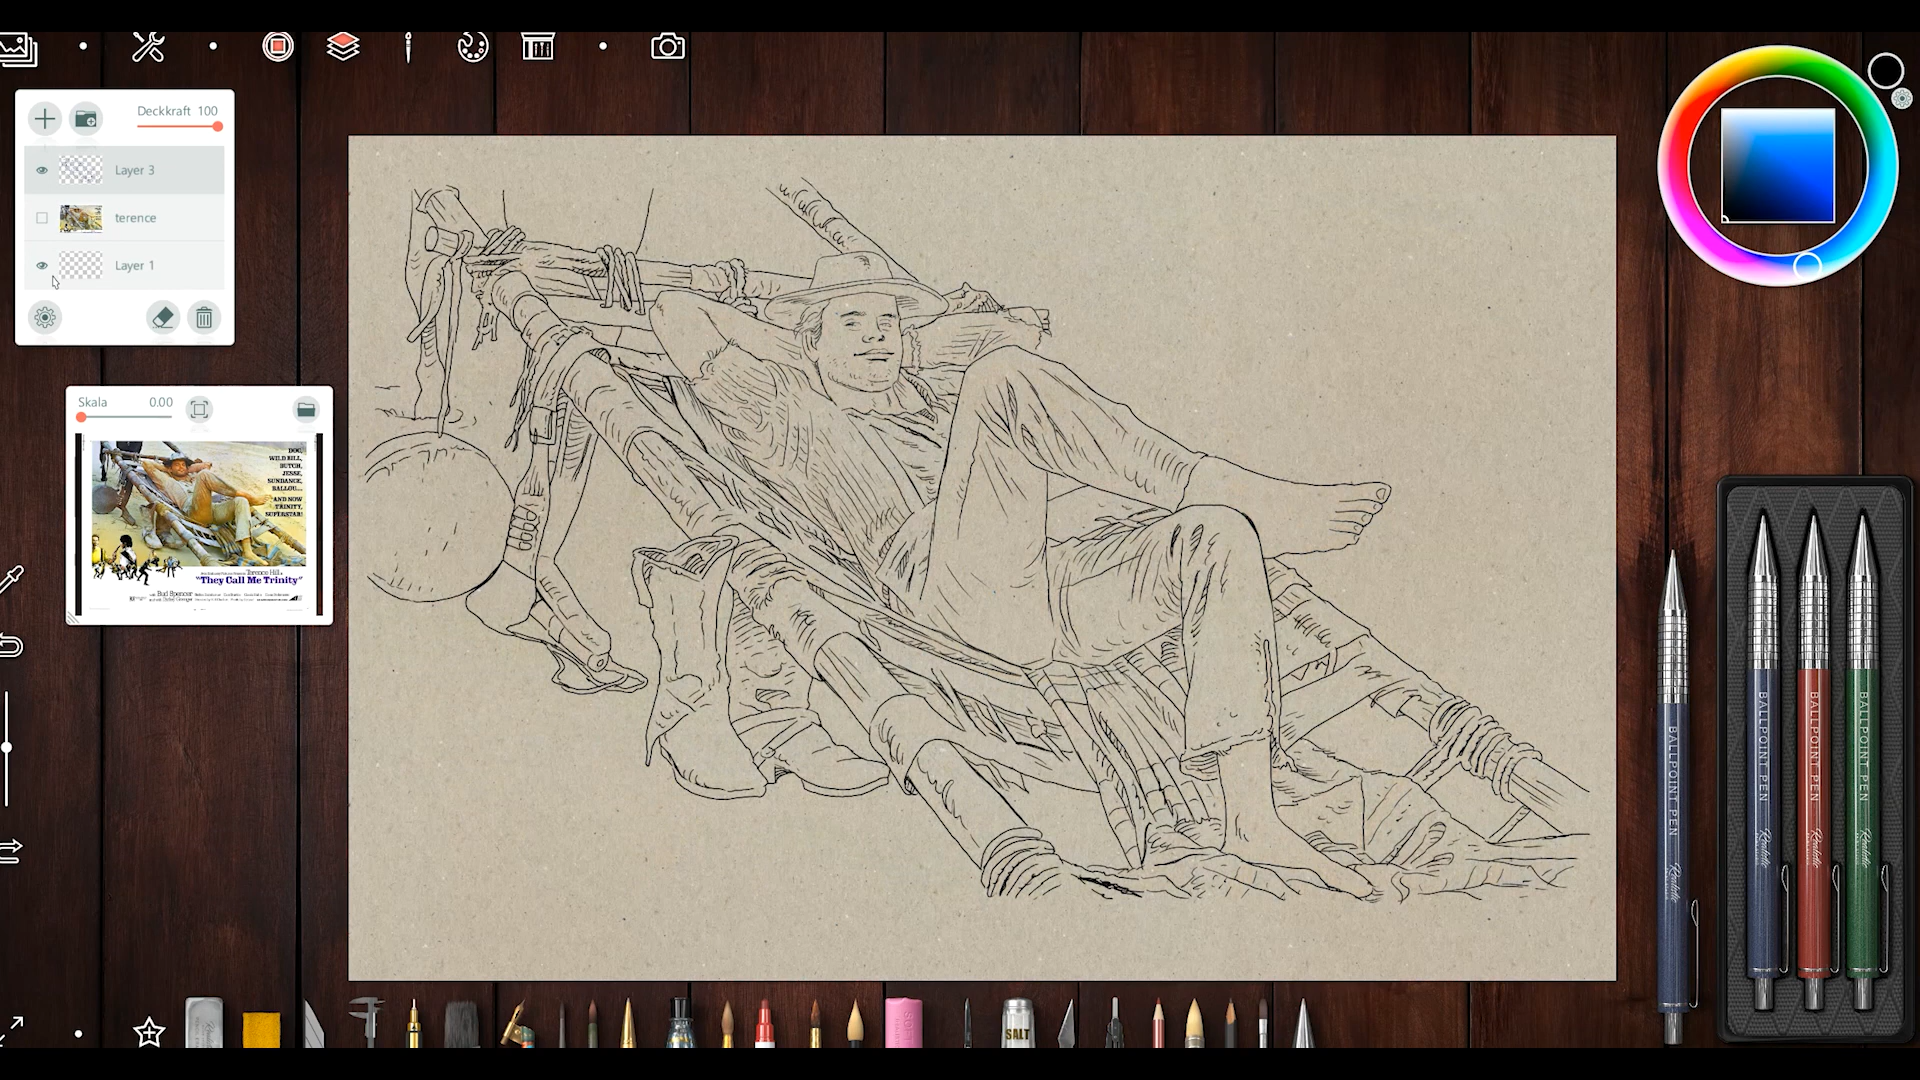 Deckkraft 100
Layer 3
terence
Layer 1
Skala 0.00
DOC,
WILD BILL,
BUTCH,
JESSE,
SUNDANCE,
BALLOU...
AND NOW
TRINITY,
SUPERSTAR!
Terence Hill
"They Call Me Trinity"
Bud Spencer
BALLPOINT PEN
BALLPOINT PEN
BALLPOINT PEN
BALLPOINT PEN
SALT